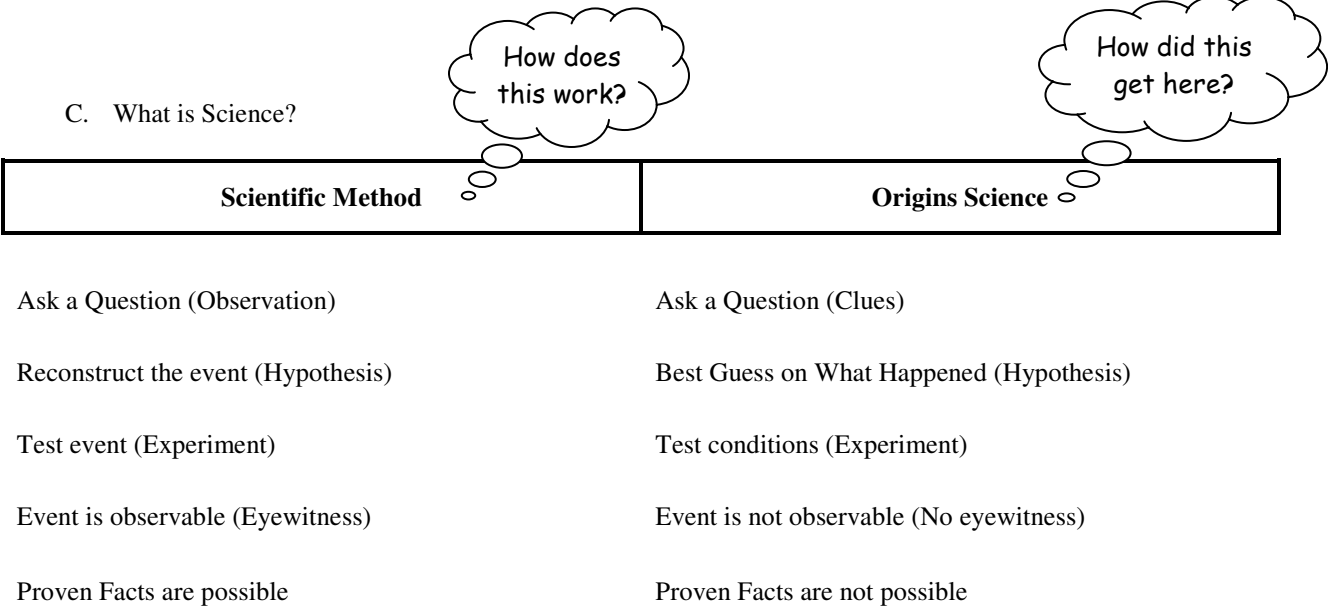 How does
this work?
How did this
get here?
C. What is Science?
Scientific Method
Origins Science
Ask a Question (Observation)
Ask a Question (Clues)
Reconstruct the event (Hypothesis)
Best Guess on What Happened (Hypothesis)
Test event (Experiment)
Test conditions (Experiment)
Event is observable (Eyewitness)
Event is not observable (No eyewitness)
Proven Facts are possible
Proven Facts are not possible